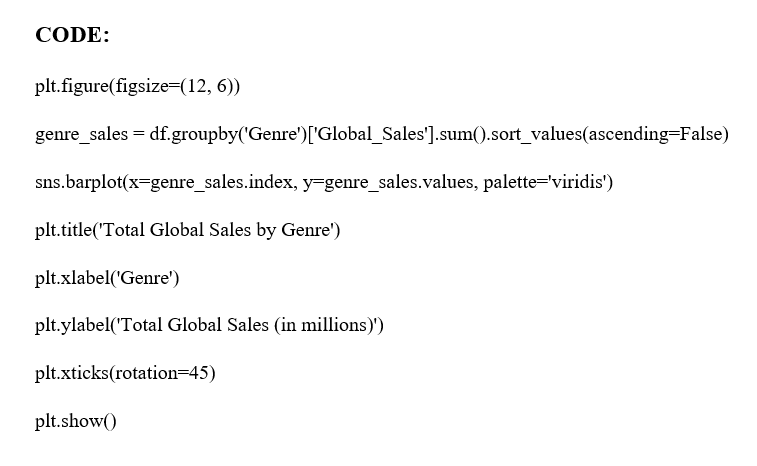 CODE:
plt.figure(figsize=(12, 6))
genre_sales = df.groupby('Genre')['Global_Sales'].sum().sort_values(ascending=False)
sns.barplot(x=genre_sales.index, y=genre_sales.values, palette='viridis')
plt.title('Total Global Sales by Genre')
plt.xlabel('Genre')
plt.ylabel('Total Global Sales (in millions)')
plt.xticks(rotation=45)
plt.show()